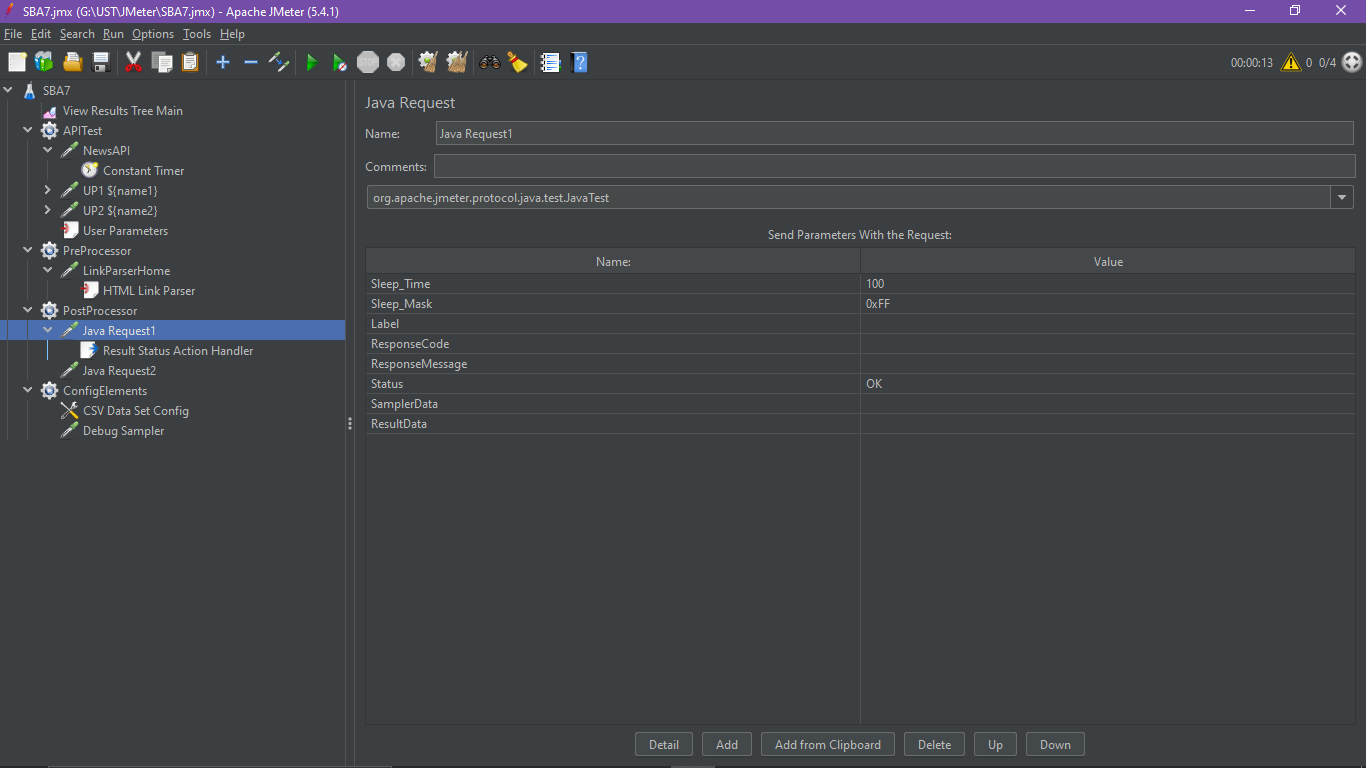 SBA7.jmx (G:\UST\JMeter\SBA7.jmx) - Apache JMeter (5.4.1)
File Edit Search Run Options Tools Help
STOP
00:00:13 0 0/4
SBA7
View Results Tree Main
APITest
NewsAPI
Constant Timer
UP1 ${name1}
UP2 ${name2}
User Parameters
PreProcessor
LinkParserHome
HTML Link Parser
PostProcessor
Java Request1
Result Status Action Handler
Java Request2
ConfigElements
CSV Data Set Config
Debug Sampler
Java Request
Name: Java Request1
Comments:
org.apache.jmeter.protocol.java.test.JavaTest
Send Parameters With the Request:
Name: Value
Sleep_Time 100
Sleep_Mask 0xFF
Label
ResponseCode
ResponseMessage
Status OK
SamplerData
ResultData
Detail Add Add from Clipboard Delete Up Down